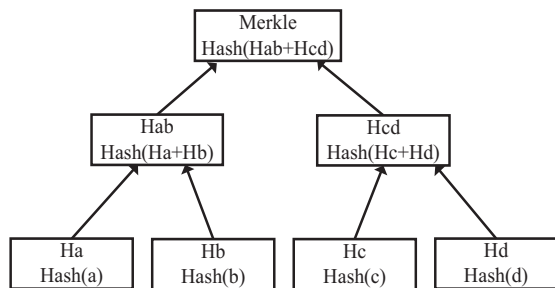 Merkle
Hash(Hab+Hcd)
Hab
Hash(Ha+Hb)
Hcd
Hash(Hc+Hd)
Ha
Hash(a)
Hb
Hash(b)
Hc
Hash(c)
Hd
Hash(d)